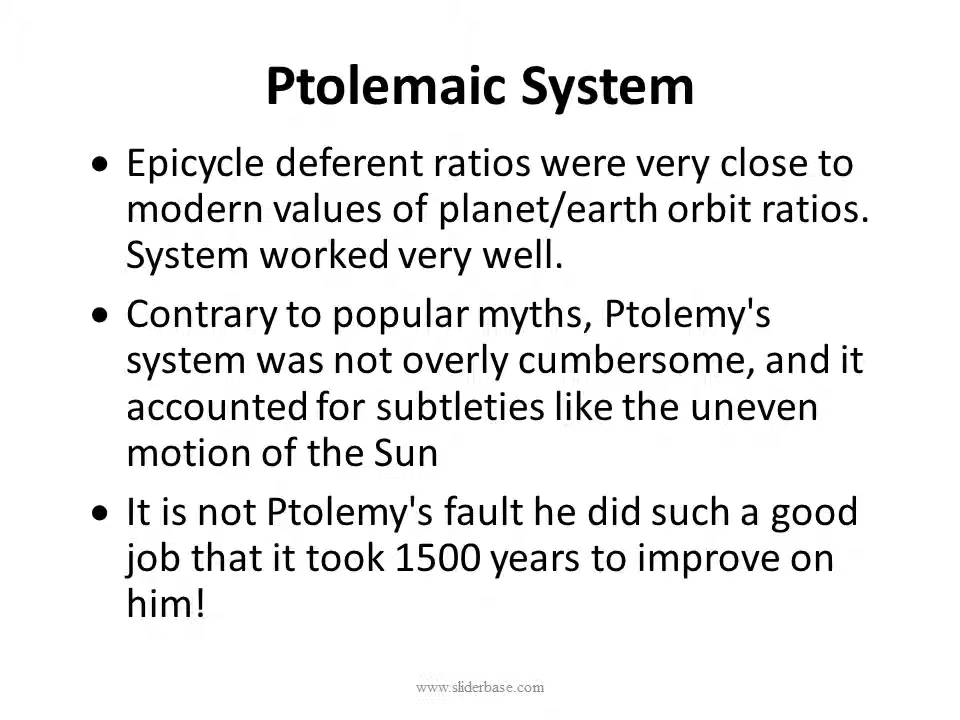 Ptolemaic System
• Epicycle deferent ratios were very close to
modern values of planet/earth orbit ratios.
System worked very well.
• Contrary to popular myths, Ptolemy's
system was not overly cumbersome, and it
accounted for subtleties like the uneven
motion of the Sun
• It is not Ptolemy's fault he did such a good
job that it took 1500 years to improve on
him!
www.sliderbase.com